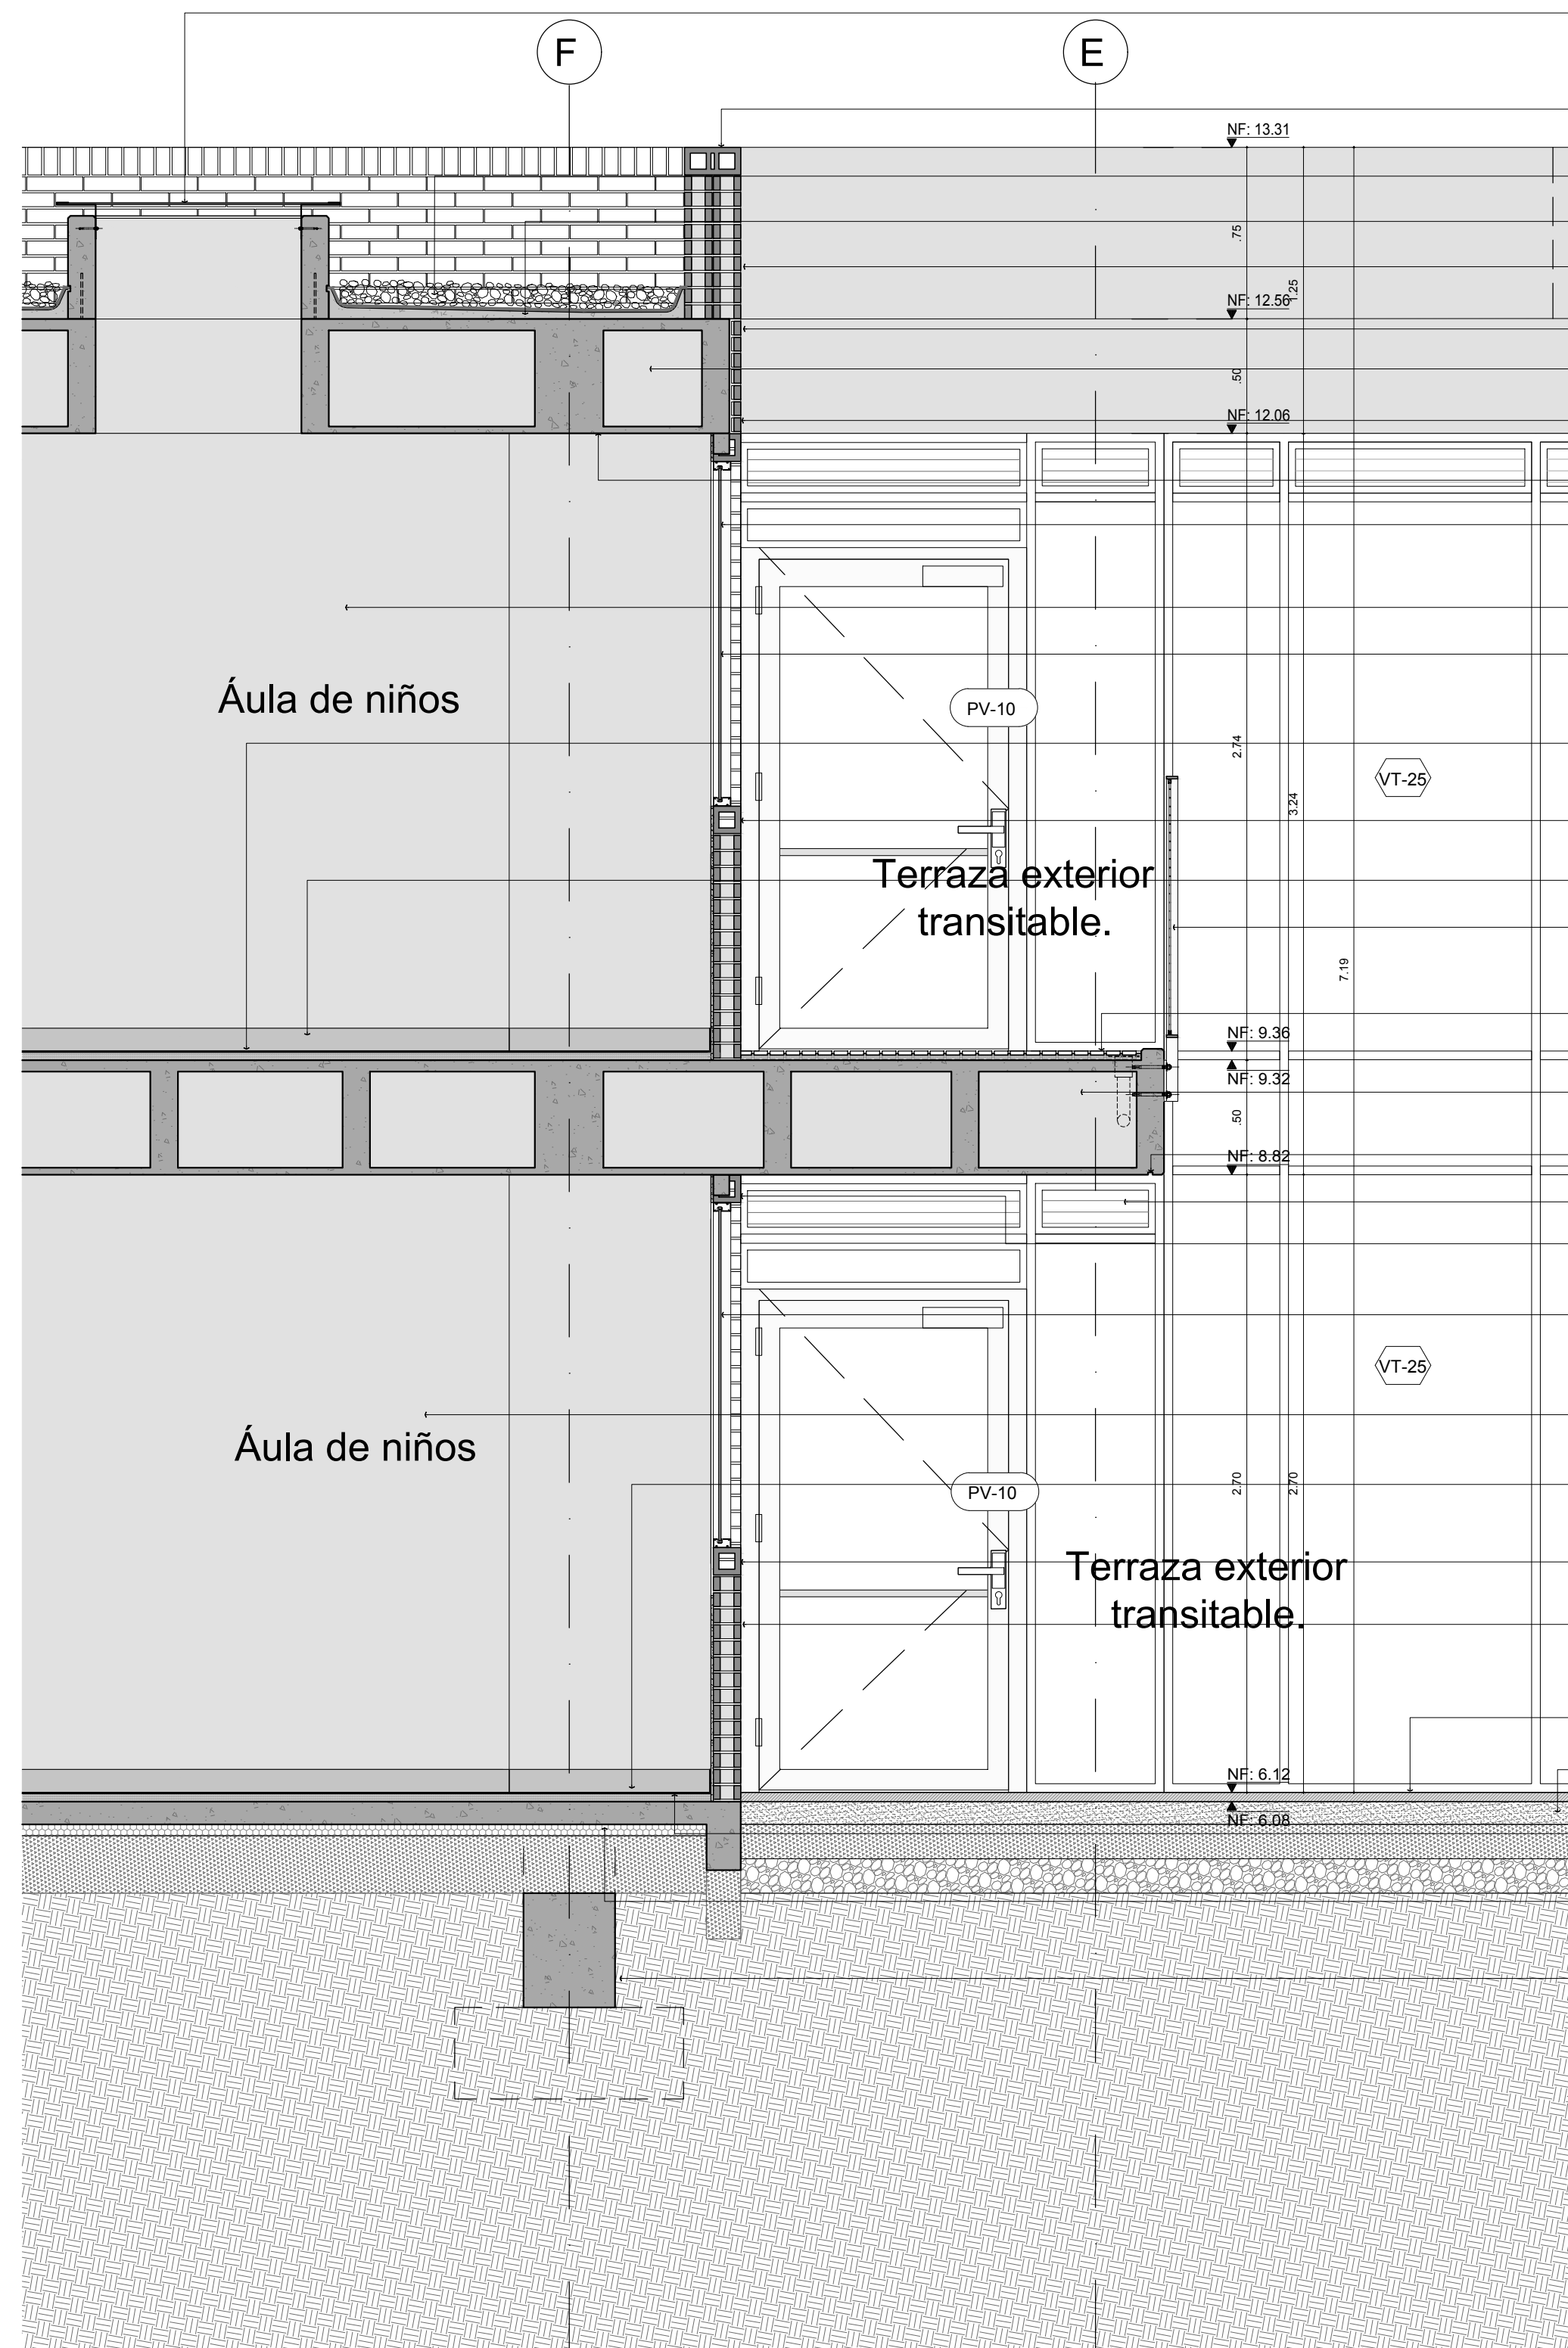 F
E
NF: 13.31
.75
1.25
NF: 12.56
.50
NF: 12.06
Áula de niños
PV-10
2.74
VT-25
3.24
Terraza exterior
transitable.
7.19
NF: 9.36
NF: 9.32
.50
NF: 8.82
VT-25
Áula de niños
PV-10
2.70
2.70
Terraza exterior
transitable.
NF: 6.12
NF: 6.08